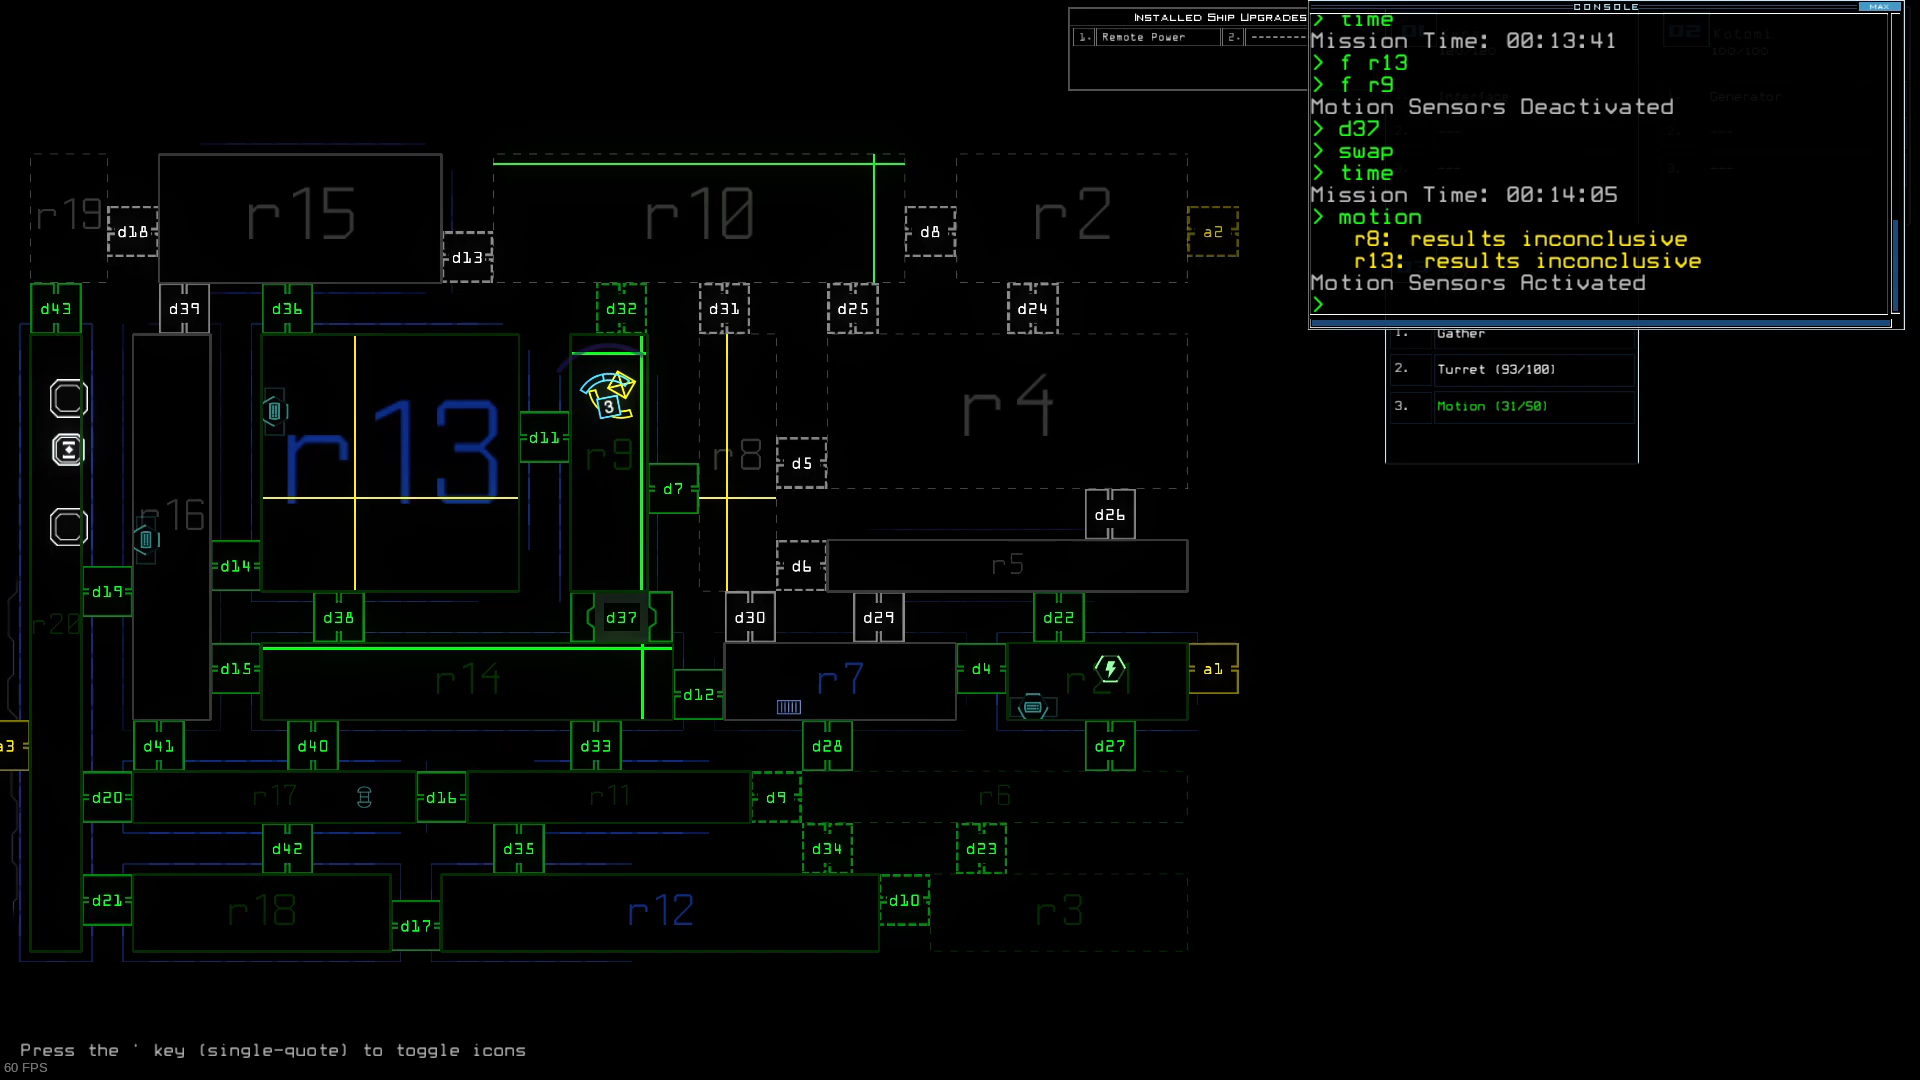 CONSOLE
MAX
Installed Ship Upgrades
1. Remote Power 2. -------
> time
Mission Time: 00:13:41
> f r13
> f r9
Motion Sensors Deactivated
> d37
> swap
> time
Mission Time: 00:14:05
> motion
r8: results inconclusive
r13: results inconclusive
Motion Sensors Activated
>
1. Gather
2. Turret (93/100)
3. Motion (31/50)
r19
d18
r15
d13
r10
d8
r2
a2
d43
d39
d36
d32
d31
d25
d24
r13
d11
3
r9
d7
r8
d5
r4
r16
d26
d14
d6
r5
d19
r20
d38
d37
d30
d29
d22
d15
r14
d12
r7
d4
r21
a1
a3
d41
d40
d33
d28
d27
d20
r17
d16
r11
d9
r6
d42
d35
d34
d23
d21
r18
d17
r12
d10
r3
Press the ` key (single-quote) to toggle icons
60 FPS